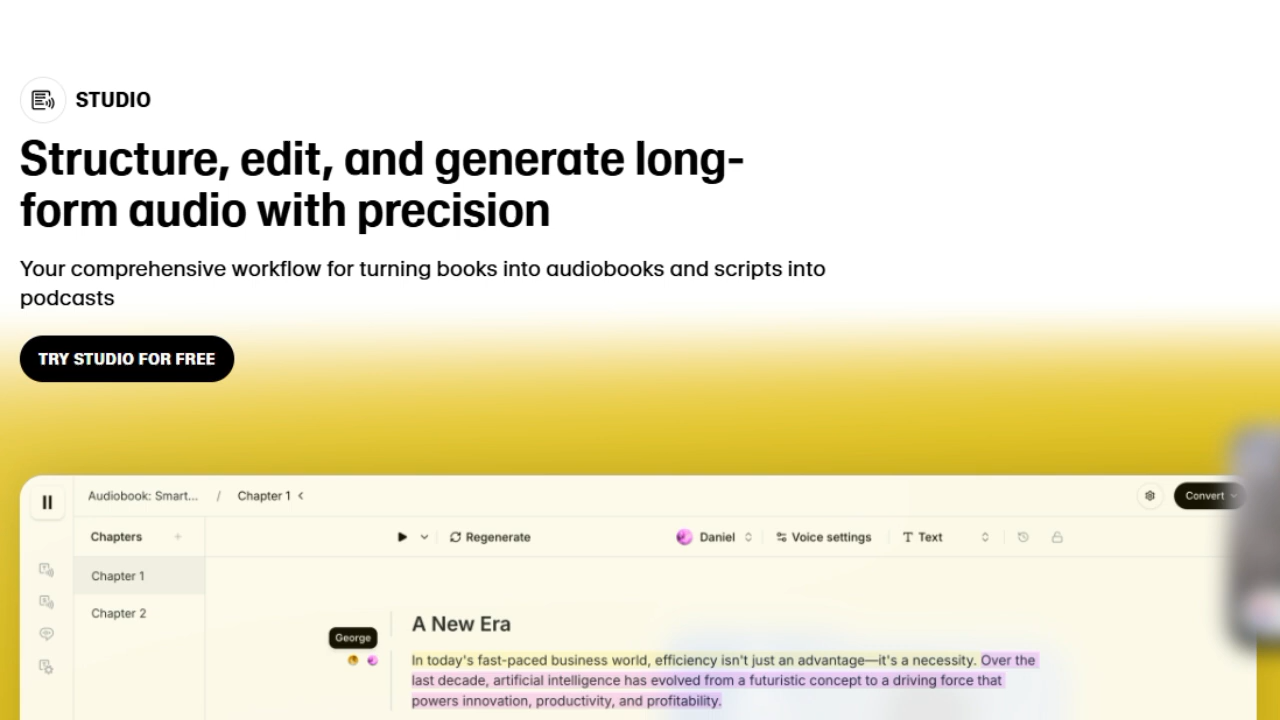 STUDIO
Structure, edit, and generate long-
form audio with precision
Your comprehensive workflow for turning books into audiobooks and scripts into
podcasts
TRY STUDIO FOR FREE
Audiobook: Smart... / Chapter 1
Convert
Chapters +
Regenerate
Daniel
Voice settings
Text
Chapter 1
Chapter 2
A New Era
George
In today's fast-paced business world, efficiency isn't just an advantage—it's a necessity. Over the
last decade, artificial intelligence has evolved from a futuristic concept to a driving force that
powers innovation, productivity, and profitability.